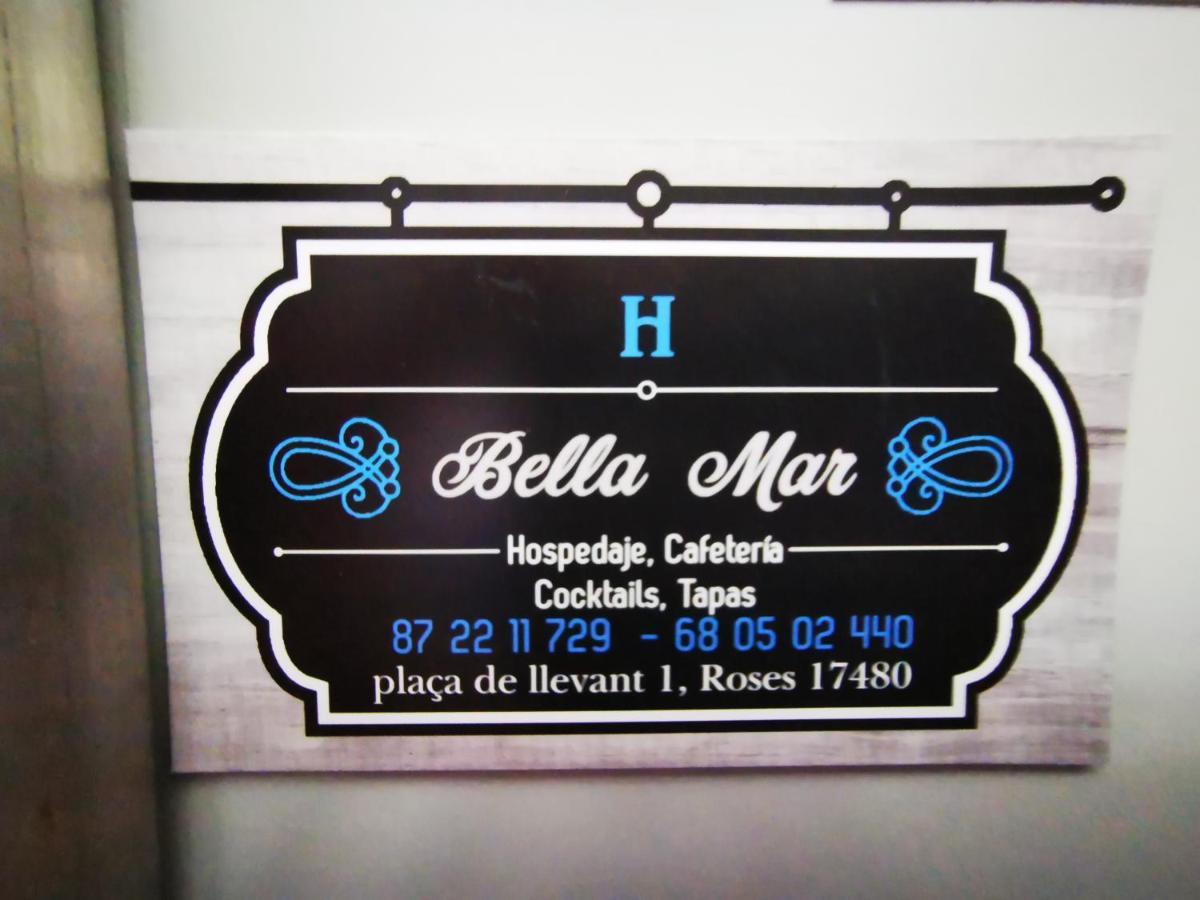 H
Bella Mar
Hospedaje, Cafetería
Cocktails, Tapas
87 22 11 729 - 68 05 02 440
plaça de llevant 1, Roses 17480